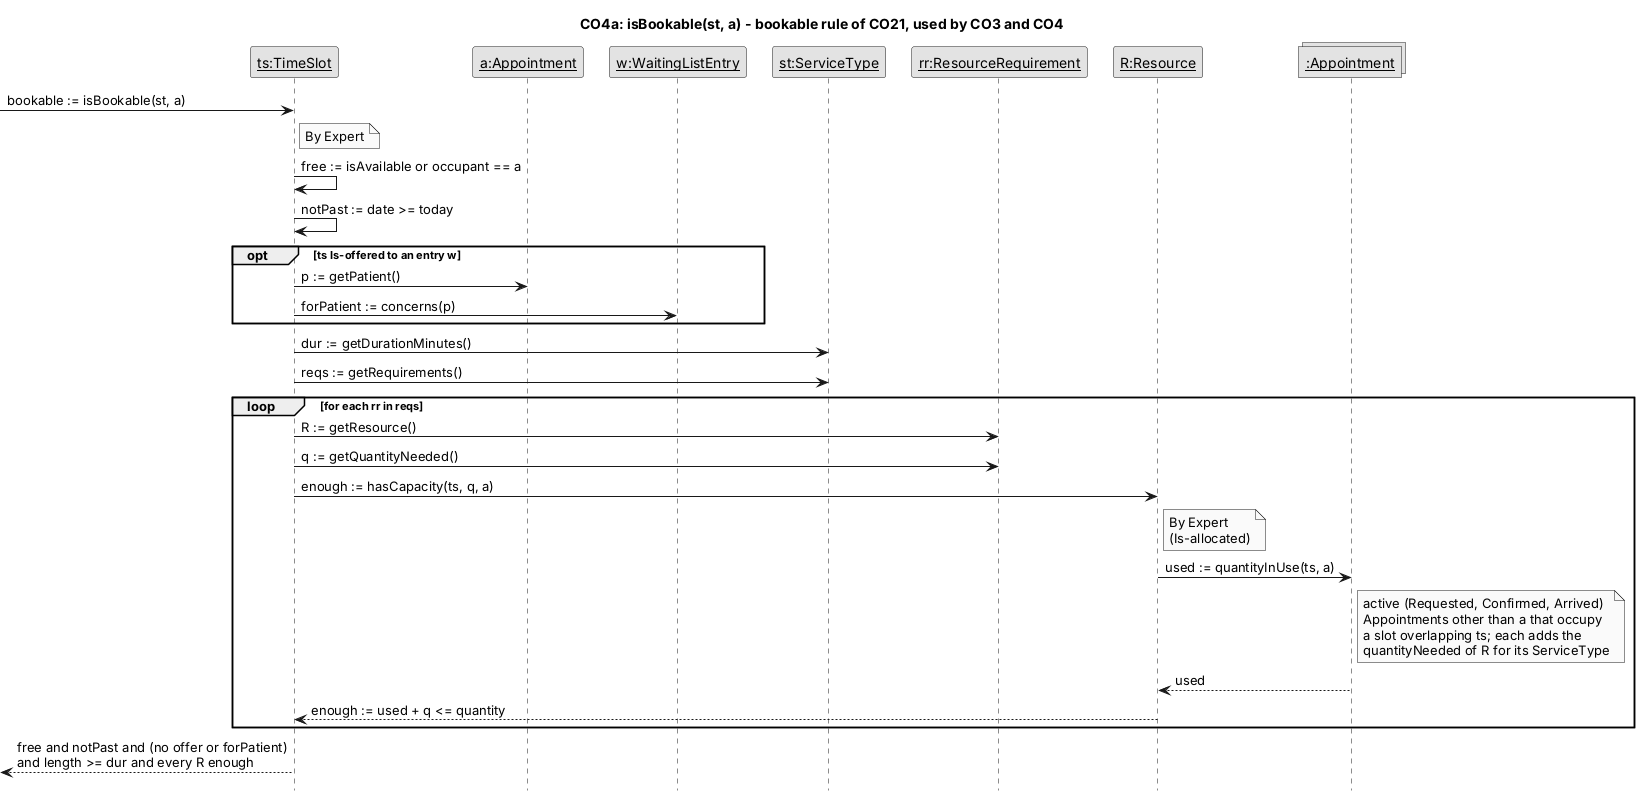 CO4a: isBookable(st, a) - bookable rule of CO21, used by CO3 and CO4
ts:TimeSlot
a:Appointment
w:WaitingListEntry
st:ServiceType
rr:ResourceRequirement
R:Resource
:Appointment
bookable := isBookable(st, a)
By Expert
free := isAvailable or occupant == a
notPast := date >= today
opt
[ts Is-offered to an entry w]
p := getPatient()
forPatient := concerns(p)
dur := getDurationMinutes()
reqs := getRequirements()
loop
[for each rr in reqs]
R := getResource()
q := getQuantityNeeded()
enough := hasCapacity(ts, q, a)
By Expert
(Is-allocated)
used := quantityInUse(ts, a)
active (Requested, Confirmed, Arrived)
Appointments other than a that occupy
a slot overlapping ts; each adds the
quantityNeeded of R for its ServiceType
used
enough := used + q <= quantity
free and notPast and (no offer or forPatient)
and length >= dur and every R enough